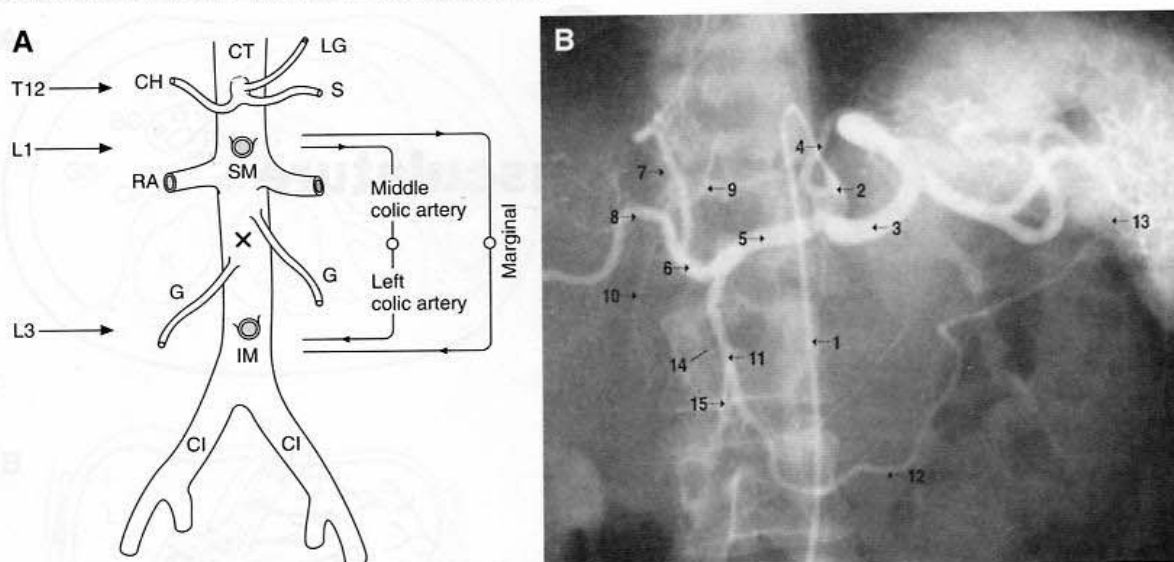 A
CT
LG
CH
S
T12
L1
SM
RA
Middle
colic artery
Marginal
G
G
Left
colic artery
L3
IM
CI
CI
B
4
7
9
2
8
13
5
3
6
10
1
14
11
15
12